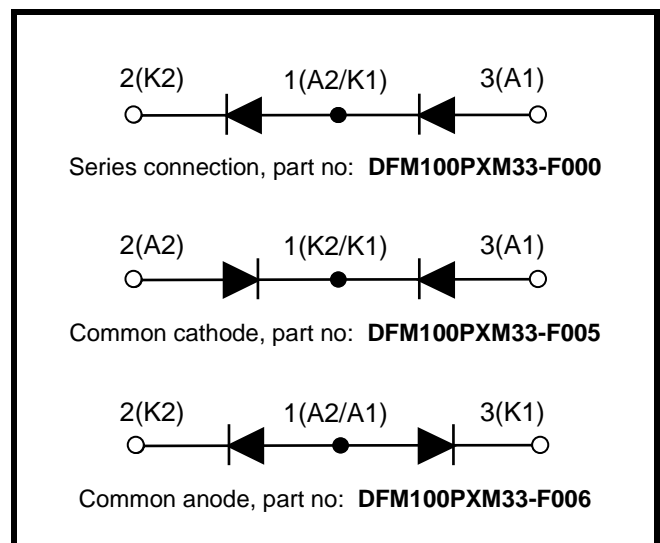 2(K2) 1(A2/K1) 3(A1)
Series connection, part no: DFM100PXM33-F000
2(A2) 1(K2/K1) 3(A1)
Common cathode, part no: DFM100PXM33-F005
2(K2) 1(A2/A1) 3(K1)
Common anode, part no: DFM100PXM33-F006